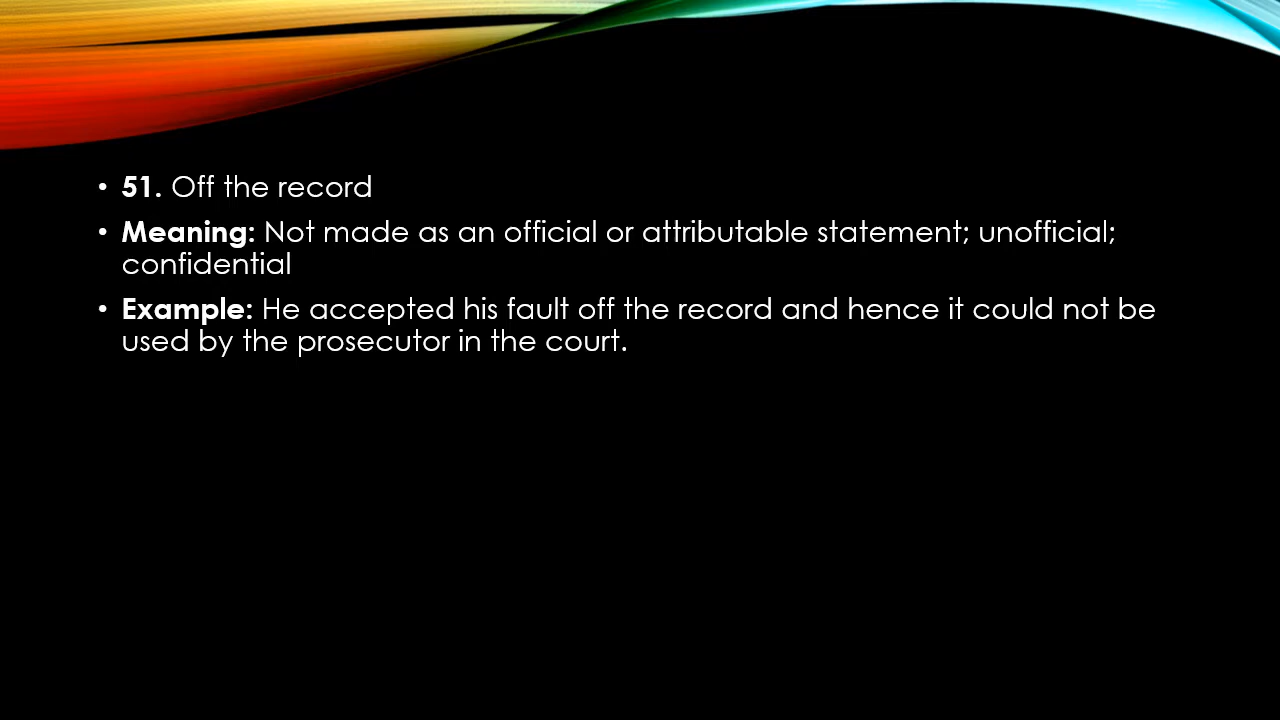 • 51. Off the record
• Meaning: Not made as an official or attributable statement; unofficial;
confidential
• Example: He accepted his fault off the record and hence it could not be
used by the prosecutor in the court.